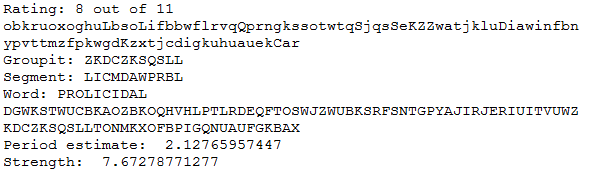 Rating: 8 out of 11
obkruoxoghuLbsoLifbbwflrvqQprngkssotwtqSjqsSeKZZwatjkluDiawinfbn
ypvttmzfpkwgdKzxtjcdigkuhuauekCar
Groupit: ZKDCZKSQSLL
Segment: LICMDAWPRBL
Word: PROLICIDAL
DGWKSTWUCBKAOZBKOQHVHLPTLRDEQFTOSWJZWUBKSRFSNTGPYAJIRJERIUITVUWZ
KDCZKSQSLLTONMKXOFBPIGQNUAUFGKBAX
Period estimate:  2.12765957447
Strength:  7.67278771277